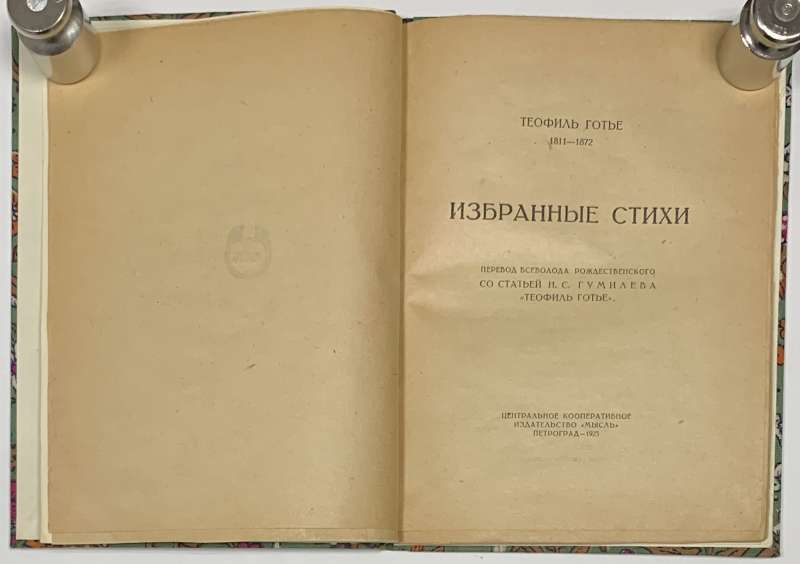 ТЕОФИЛЬ ГОТЬЕ
1811—1872
ИЗБРАННЫЕ СТИХИ
ПЕРЕВОД ВСЕВОЛОДА РОЖДЕСТВЕНСКОГО
СО СТАТЬЕЙ Н. С. ГУМИЛЕВА
«ТЕОФИЛЬ ГОТЬЕ».
ЦЕНТРАЛЬНОЕ КООПЕРАТИВНОЕ
ИЗДАТЕЛЬСТВО «МЫСЛЬ»
ПЕТРОГРАД—1923